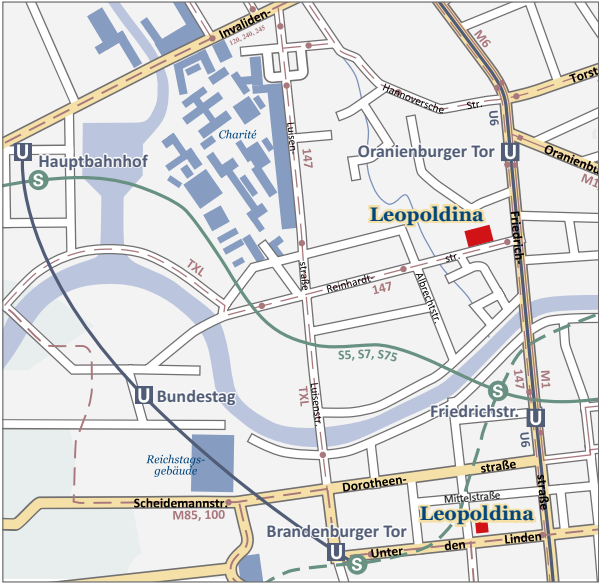 Invaliden-
120, 240, 245
M6
Torst
Hannoversche
Str.
U6
Charité
Luisen-
147
U
Hauptbahnhof
S
Oranienburger Tor
U
Oranienbu
M1
Leopoldina
Friedrich-
str.
TXL
straße
Reinhardt-
147
Albrechtstr.
S5, S7, S75
TXL
Luisenstr.
S
147
M1
U
Bundestag
Friedrichstr.
U
U6
Reichstags-
gebäude
Dorotheen-
straße
straße
Scheidemannstr.
M85, 100
Mittelstraße
Leopoldina
Brandenburger Tor
U
S
Unter
den
Linden